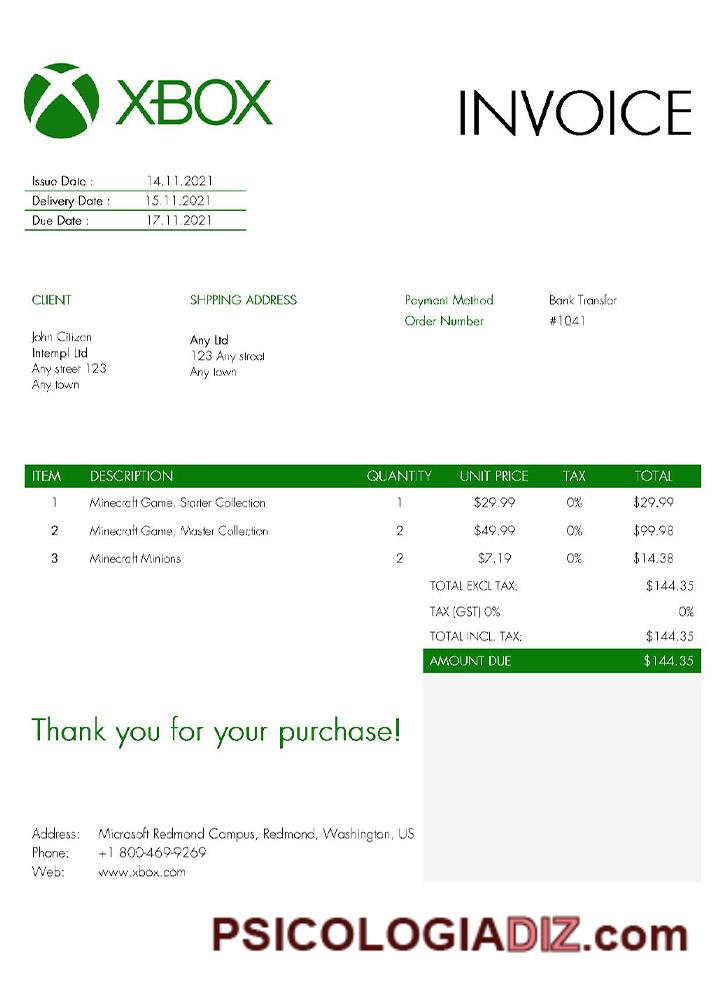 XBOX
INVOICE
Issue Date : 14.11.2021
Delivery Date : 15.11.2021
Due Date : 17.11.2021
CLIENT SHPPING ADDRESS Payment Method Bank Transfer
Order Number #1041
John Citizen Any Ltd
Intempl Ltd 123 Any street
Any street 123 Any town
Any town
ITEM DESCRIPTION QUANTITY UNIT PRICE TAX TOTAL
1 Minecraft Game, Starter Collection 1 $29.99 0% $29.99
2 Minecraft Game, Master Collection 2 $49.99 0% $99.98
3 Minecraft Minions 2 $7.19 0% $14.38
TOTAL EXCL TAX: $144.35
TAX (GST) 0% 0%
TOTAL INCL. TAX: $144.35
AMOUNT DUE $144.35
Thank you for your purchase!
Address: Microsoft Redmond Campus, Redmond, Washington, US
Phone: +1 800-469-9269
Web: www.xbox.com
PSICOLOGIADIZ.com